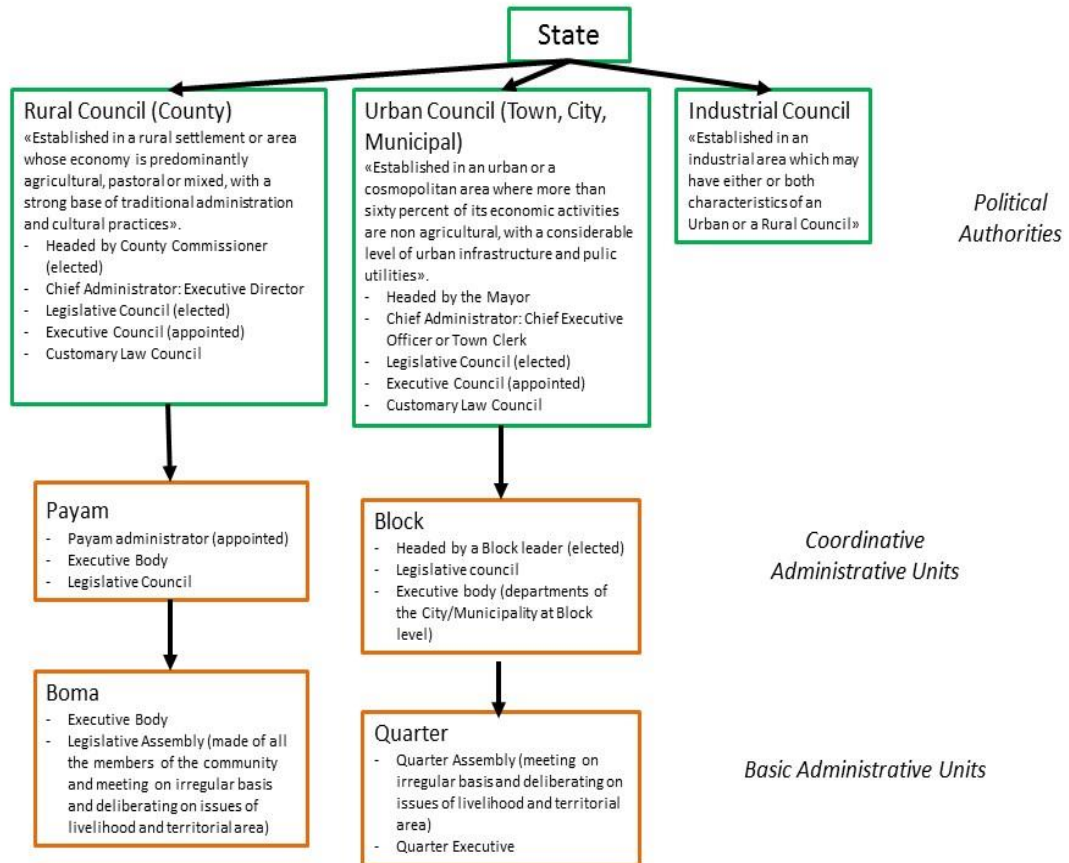 State
Rural Council (County)
«Established in a rural settlement or area
whose economy is predominantly
agricultural, pastoral or mixed, with a
strong base of traditional administration
and cultural practices».
- Headed by County Commissioner
(elected)
- Chief Administrator: Executive Director
- Legislative Council (elected)
- Executive Council (appointed)
- Customary Law Council
Urban Council (Town, City,
Municipal)
«Established in an urban or a
cosmopolitan area where more than
sixty percent of its economic activities
are non agricultural, with a considerable
level of urban infrastructure and pulic
utilities».
- Headed by the Mayor
- Chief Administrator: Chief Executive
Officer or Town Clerk
- Legislative Council (elected)
- Executive Council (appointed)
- Customary Law Council
Industrial Council
«Established in an
industrial area which may
have either or both
characteristics of an
Urban or a Rural Council»
Political
Authorities
Payam
- Payam administrator (appointed)
- Executive Body
- Legislative Council
Block
- Headed by a Block leader (elected)
- Legislative council
- Executive body (departments of
the City/Municipality at Block
level)
Coordinative
Administrative Units
Boma
- Executive Body
- Legislative Assembly (made of all
the members of the community
and meeting on irregular basis
and deliberating on issues of
livelihood and territorial area)
Quarter
- Quarter Assembly (meeting on
irregular basis and deliberating on
issues of livelihood and territorial
area)
- Quarter Executive
Basic Administrative Units